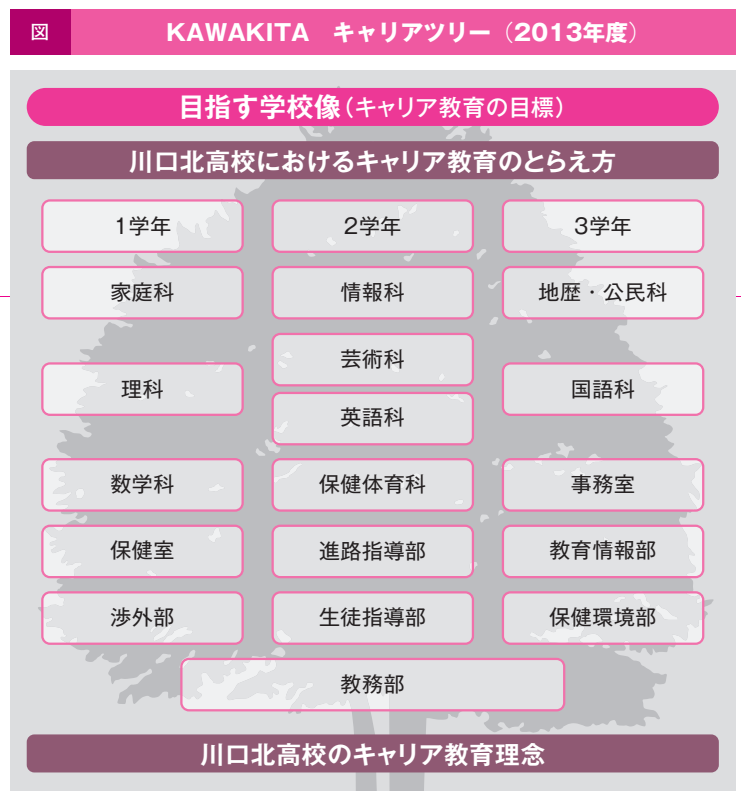 図 KAWAKITA キャリアツリー（2013年度）
目指す学校像（キャリア教育の目標）
川口北高校におけるキャリア教育のとらえ方
1学年 2学年 3学年
家庭科 情報科 地歴・公民科
芸術科
理科 国語科
英語科
数学科 保健体育科 事務室
保健室 進路指導部 教育情報部
渉外部 生徒指導部 保健環境部
教務部
川口北高校のキャリア教育理念